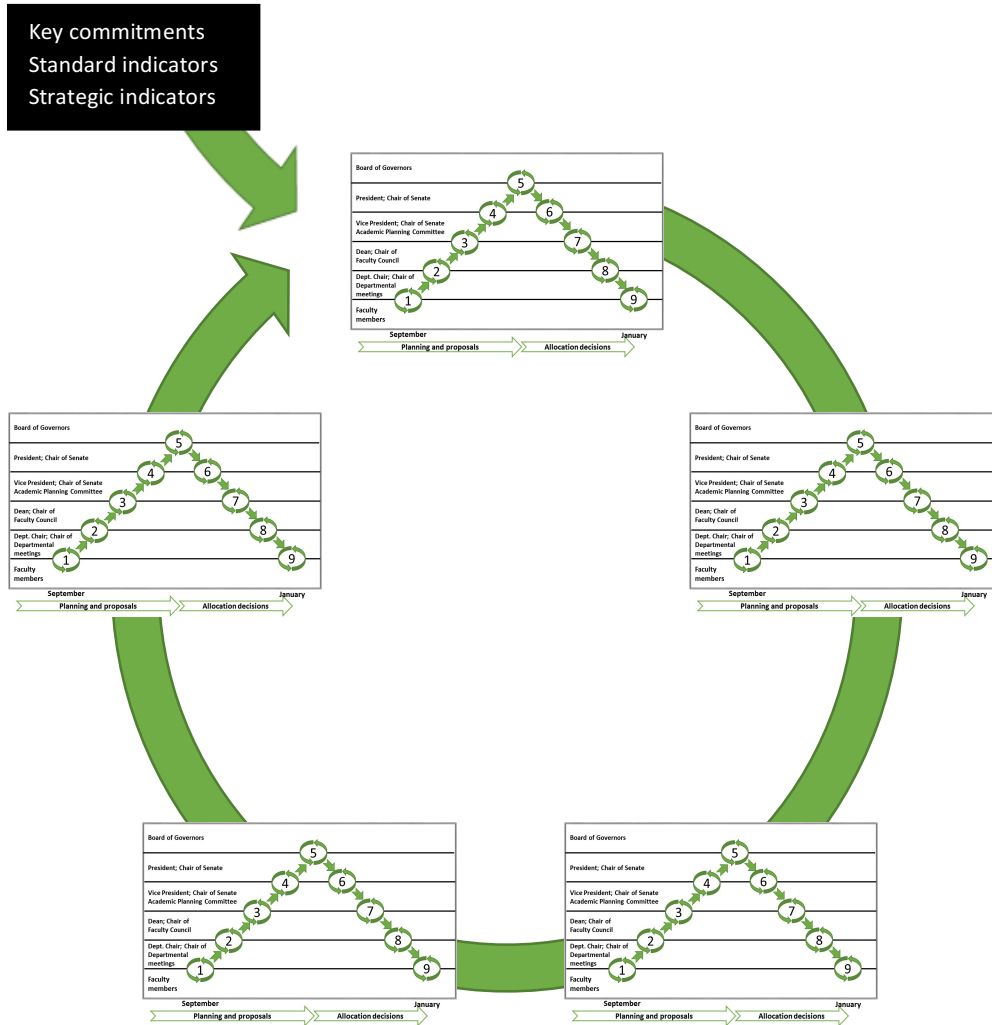 Key commitments
Standard indicators
Strategic indicators
Board of Governors
5
President; Chair of Senate
4
6
Vice President; Chair of Senate
Academic Planning Committee
3
7
Dean; Chair of
Faculty Council
2
8
Dept. Chair; Chair of
Departmental
meetings
1
9
Faculty
members
September
January
Planning and proposals
Allocation decisions
Board of Governors
5
President; Chair of Senate
4
6
Vice President; Chair of Senate
Academic Planning Committee
3
7
Dean; Chair of
Faculty Council
2
8
Dept. Chair; Chair of
Departmental
meetings
1
9
Faculty
members
September
January
Planning and proposals
Allocation decisions
Board of Governors
5
President; Chair of Senate
4
6
Vice President; Chair of Senate
Academic Planning Committee
3
7
Dean; Chair of
Faculty Council
2
8
Dept. Chair; Chair of
Departmental
meetings
1
9
Faculty
members
September
January
Planning and proposals
Allocation decisions
Board of Governors
5
President; Chair of Senate
4
6
Vice President; Chair of Senate
Academic Planning Committee
3
7
Dean; Chair of
Faculty Council
2
8
Dept. Chair; Chair of
Departmental
meetings
1
9
Faculty
members
September
January
Planning and proposals
Allocation decisions
Board of Governors
5
President; Chair of Senate
4
6
Vice President; Chair of Senate
Academic Planning Committee
3
7
Dean; Chair of
Faculty Council
2
8
Dept. Chair; Chair of
Departmental
meetings
1
9
Faculty
members
September
January
Planning and proposals
Allocation decisions